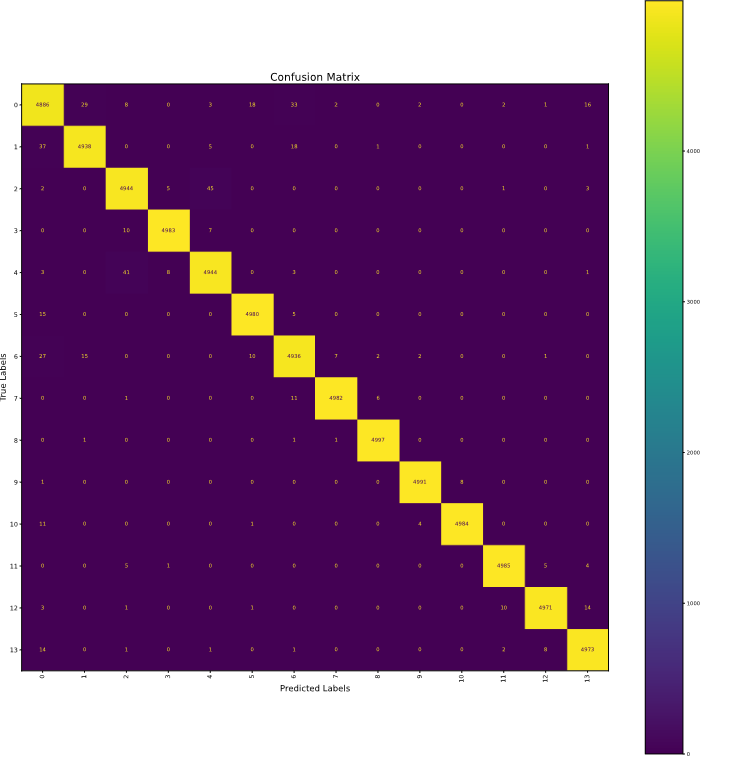 Confusion Matrix
0 4886 29 8 0 3 18 33 2 0 2 0 2 1 16
1 37 4938 0 0 5 0 18 0 1 0 0 0 0 1
2 2 0 4944 5 45 0 0 0 0 0 0 1 0 3
3 0 0 10 4983 7 0 0 0 0 0 0 0 0 0
4 3 0 41 8 4944 0 3 0 0 0 0 0 0 1
5 15 0 0 0 0 4980 5 0 0 0 0 0 0 0
6 27 15 0 0 0 10 4936 7 2 2 0 0 1 0
7 0 0 1 0 0 0 11 4982 6 0 0 0 0 0
8 0 1 0 0 0 0 1 1 4997 0 0 0 0 0
9 1 0 0 0 0 0 0 0 0 4991 8 0 0 0
10 11 0 0 0 0 1 0 0 0 4 4984 0 0 0
11 0 0 5 1 0 0 0 0 0 0 0 4985 5 4
12 3 0 1 0 0 1 0 0 0 0 0 10 4971 14
13 14 0 1 0 1 0 1 0 0 0 0 2 8 4973
0 1 2 3 4 5 6 7 8 9 10 11 12 13
Predicted Labels
True Labels
4000
3000
2000
1000
0